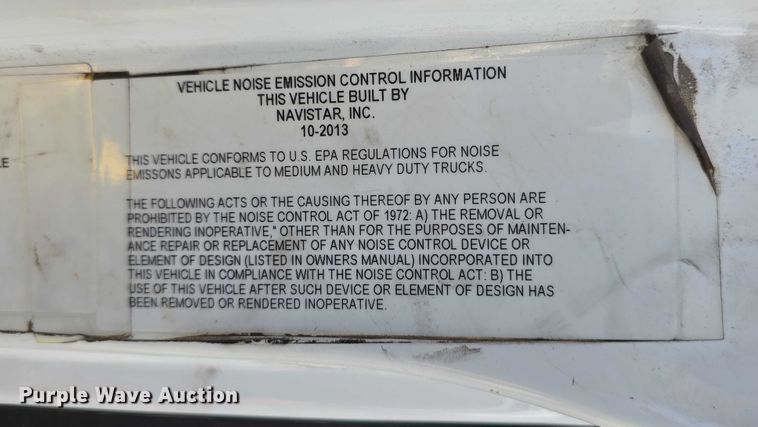 VEHICLE NOISE EMISSION CONTROL INFORMATION
THIS VEHICLE BUILT BY
NAVISTAR, INC.
10-2013
THIS VEHICLE CONFORMS TO U.S. EPA REGULATIONS FOR NOISE
EMISSONS APPLICABLE TO MEDIUM AND HEAVY DUTY TRUCKS.
THE FOLLOWING ACTS OR THE CAUSING THEREOF BY ANY PERSON ARE
PROHIBITED BY THE NOISE CONTROL ACT OF 1972: A) THE REMOVAL OR
RENDERING INOPERATIVE," OTHER THAN FOR THE PURPOSES OF MAINTEN-
ANCE REPAIR OR REPLACEMENT OF ANY NOISE CONTROL DEVICE OR
ELEMENT OF DESIGN (LISTED IN OWNERS MANUAL) INCORPORATED INTO
THIS VEHICLE IN COMPLIANCE WITH THE NOISE CONTROL ACT: B) THE
USE OF THIS VEHICLE AFTER SUCH DEVICE OR ELEMENT OF DESIGN HAS
BEEN REMOVED OR RENDERED INOPERATIVE.
Purple Wave Auction